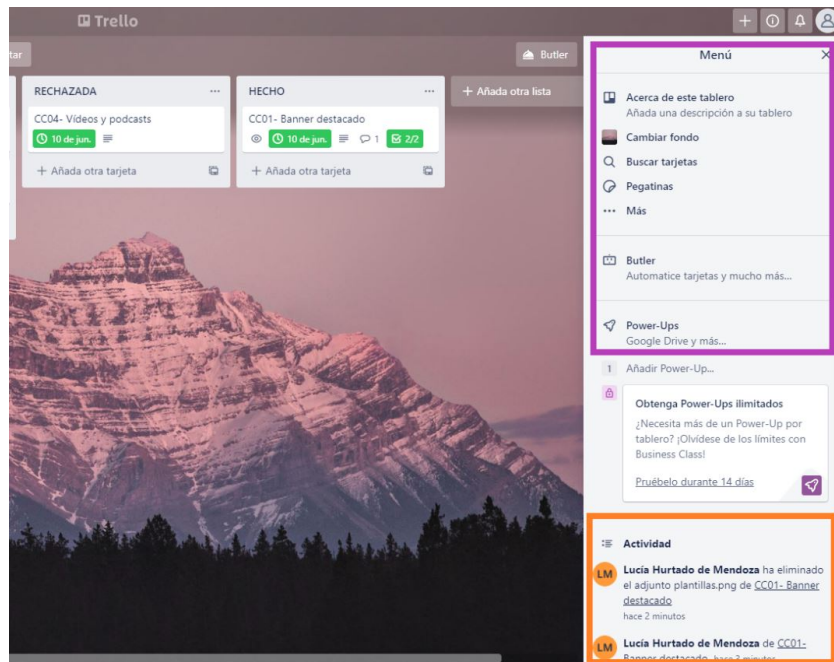 Trello
tar
Butler
RECHAZADA
CC04- Vídeos y podcasts
10 de jun.
+ Añada otra tarjeta
HECHO
CC01- Banner destacado
10 de jun.
1
2/2
+ Añada otra tarjeta
+ Añada otra lista
Menú
Acerca de este tablero
Añada una descripción a su tablero
Cambiar fondo
Buscar tarjetas
Pegatinas
Más
Butler
Automatice tarjetas y mucho más...
Power-Ups
Google Drive y más...
1 Añadir Power-Up...
Obtenga Power-Ups ilimitados
¿Necesita más de un Power-Up por
tablero? ¡Olvídese de los límites con
Business Class!
Pruébelo durante 14 días
Actividad
LM
Lucía Hurtado de Mendoza ha eliminado
el adjunto plantillas.png de CC01- Banner
destacado
hace 2 minutos
LM
Lucía Hurtado de Mendoza de CC01-
Banner destacado hace 3 minutos